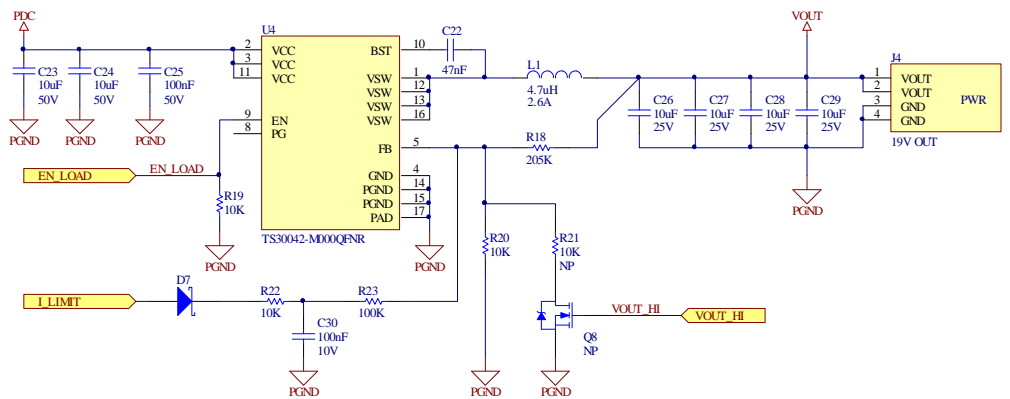 PDC
VOUT
U4
C22
47nF
2
3
11
VCC
VCC
VCC
BST
10
C23
10uF
50V
C24
10uF
50V
C25
100nF
50V
VSW
VSW
VSW
VSW
1
12
13
16
L1
4.7uH
2.6A
C26
10uF
25V
C27
10uF
25V
C28
10uF
25V
C29
10uF
25V
J4
1
2
3
4
VOUT
VOUT
GND
GND
PWR
19V OUT
PGND
PGND
PGND
9
8
EN
PG
FB
5
R18
205K
EN_LOAD
EN_LOAD
R19
10K
GND
PGND
PGND
PAD
4
14
15
17
TS30042-M000QFNR
PGND
PGND
PGND
R20
10K
R21
10K
NP
D7
I_LIMIT
R22
10K
R23
100K
C30
100nF
10V
VOUT_HI
VOUT_HI
Q8
NP
PGND
PGND
PGND